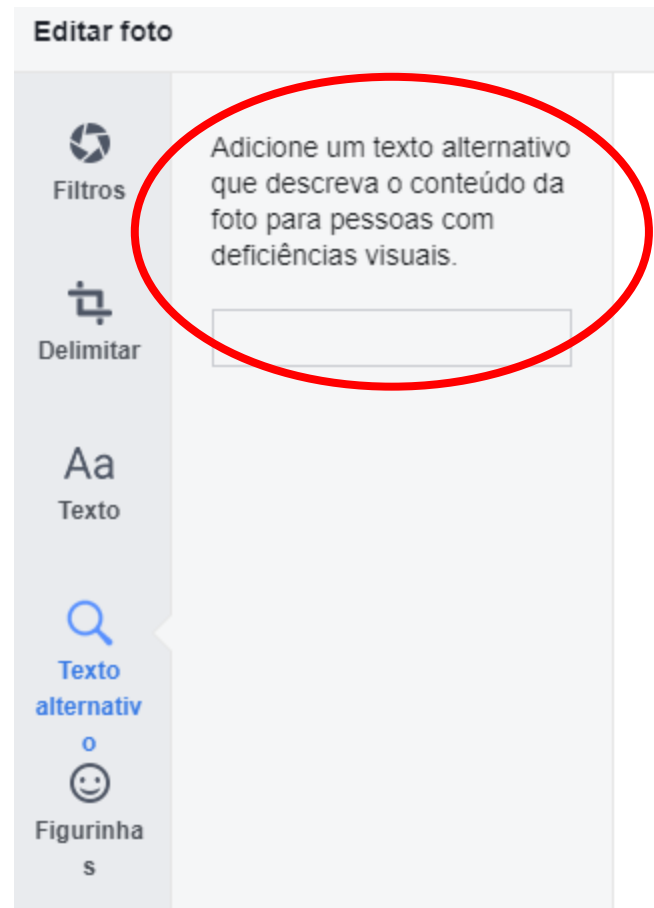 Editar foto
Filtros
Adicione um texto alternativo
que descreva o conteúdo da
foto para pessoas com
deficiências visuais.
Delimitar
Aa
Texto
Texto
alternativ
o
Figurinha
s